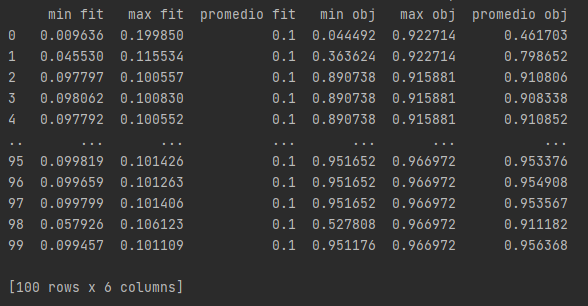 min fit max fit promedio fit min obj max obj promedio obj
0 0.009636 0.199850 0.1 0.044492 0.922714 0.461703
1 0.045530 0.115534 0.1 0.363624 0.922714 0.798652
2 0.097797 0.100557 0.1 0.890738 0.915881 0.910806
3 0.098062 0.100830 0.1 0.890738 0.915881 0.908338
4 0.097792 0.100552 0.1 0.890738 0.915881 0.910852
.. ... ... ... ... ... ...
95 0.099819 0.101426 0.1 0.951652 0.966972 0.953376
96 0.099659 0.101263 0.1 0.951652 0.966972 0.954908
97 0.099799 0.101406 0.1 0.951652 0.966972 0.953567
98 0.057926 0.106123 0.1 0.527808 0.966972 0.911182
99 0.099457 0.101109 0.1 0.951176 0.966972 0.956368
[100 rows x 6 columns]